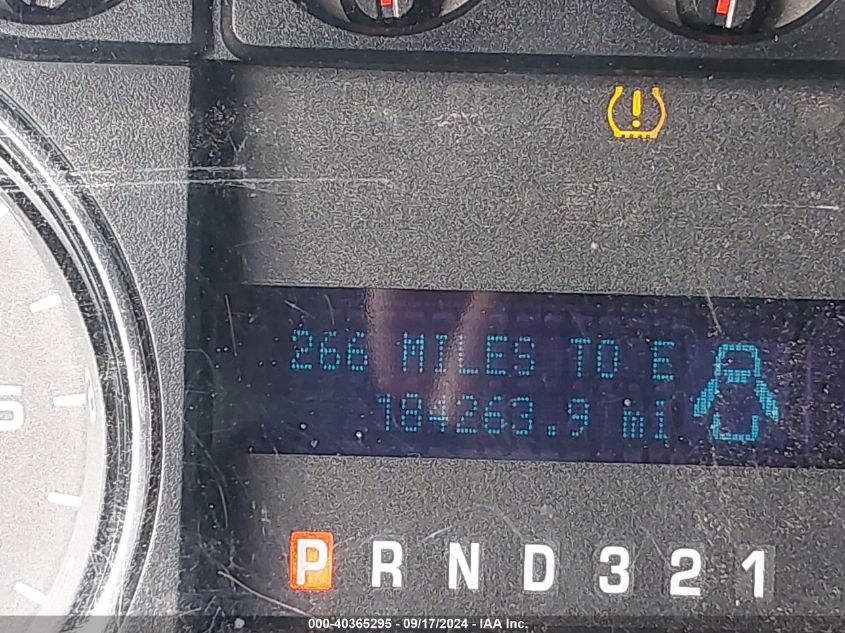 266 MILES TO E
184263.9 mi
P R N D 3 2 1
000-40365295 - 09/17/2024 - IAA Inc.